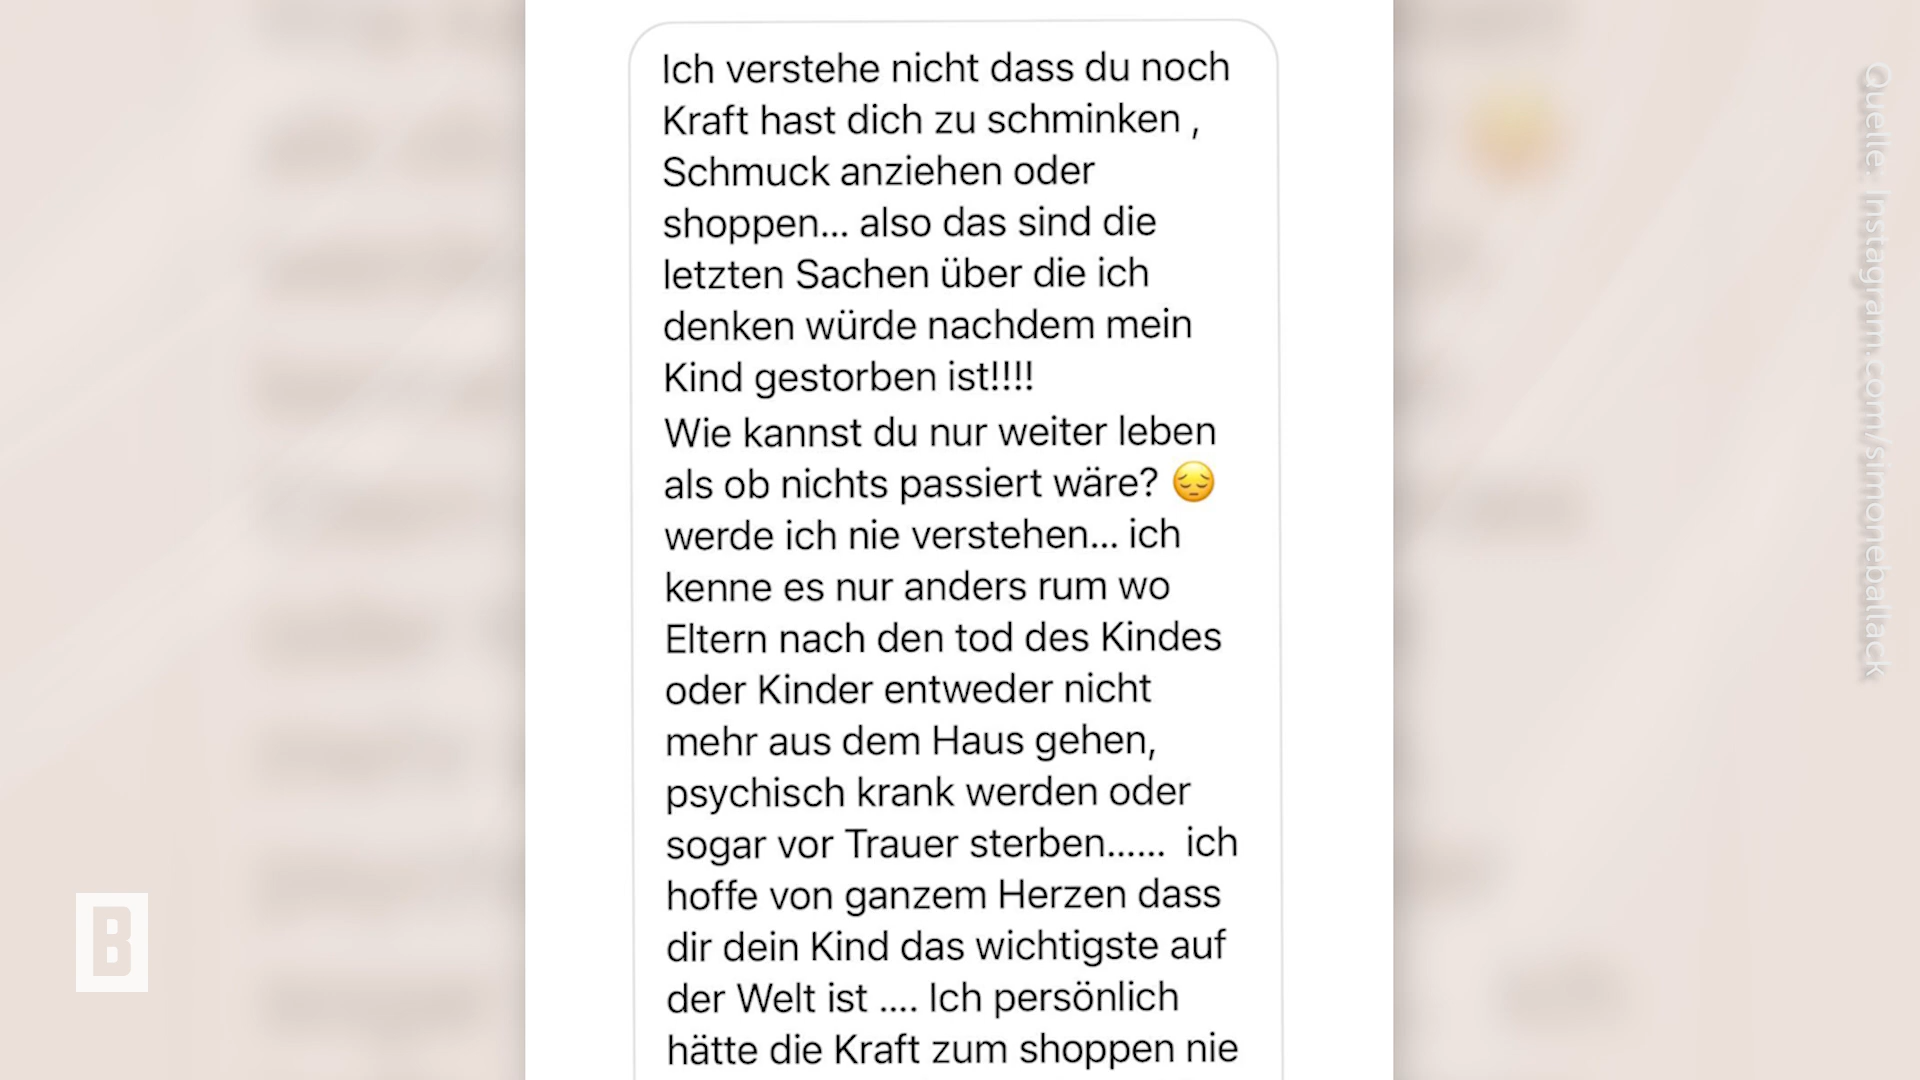 Ich verstehe nicht dass du noch
Kraft hast dich zu schminken ,
Schmuck anziehen oder
shoppen... also das sind die
letzten Sachen über die ich
denken würde nachdem mein
Kind gestorben ist!!!!
Wie kannst du nur weiter leben
als ob nichts passiert wäre? 😔
werde ich nie verstehen... ich
kenne es nur anders rum wo
Eltern nach den tod des Kindes
oder Kinder entweder nicht
mehr aus dem Haus gehen,
psychisch krank werden oder
sogar vor Trauer sterben...... ich
hoffe von ganzem Herzen dass
dir dein Kind das wichtigste auf
der Welt ist .... Ich persönlich
hätte die Kraft zum shoppen nie
Quelle: Instagram.com/simoneballack
B